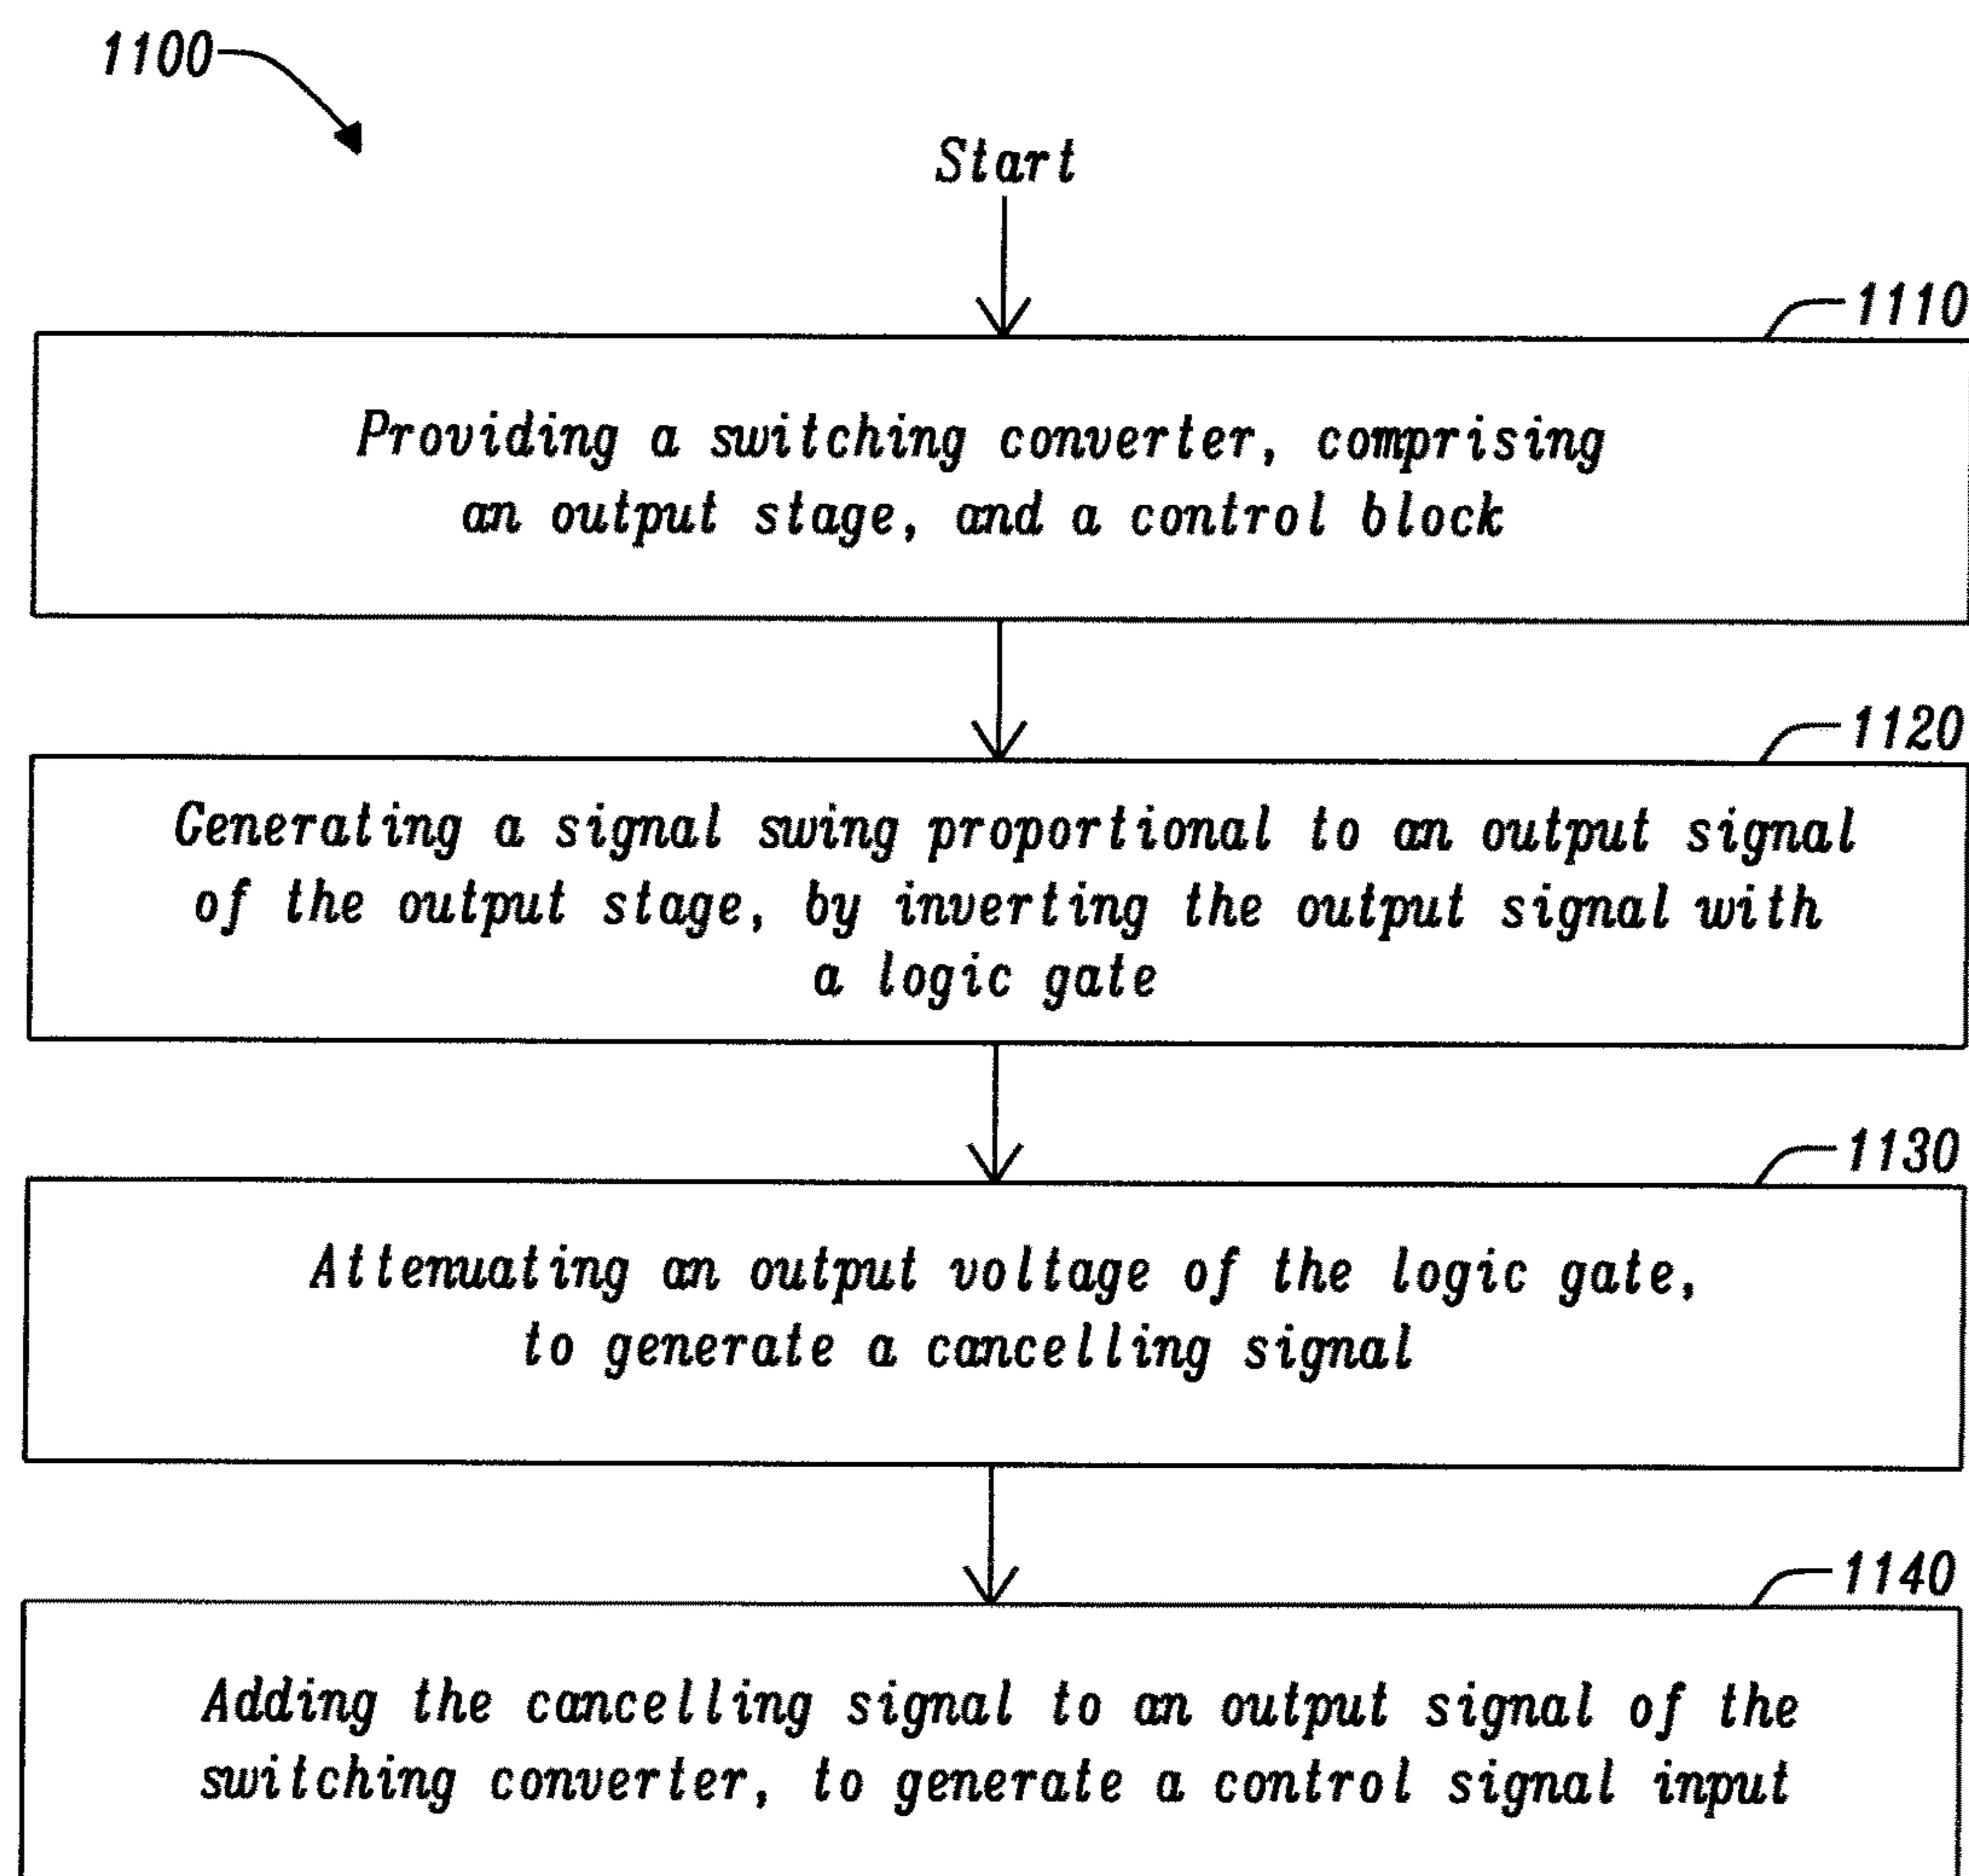 1100
Start
1110
Providing a switching converter, comprising
an output stage, and a control block
1120
Generating a signal swing proportional to an output signal
of the output stage, by inverting the output signal with
a logic gate
1130
Attenuating an output voltage of the logic gate,
to generate a cancelling signal
1140
Adding the cancelling signal to an output signal of the
switching converter, to generate a control signal input